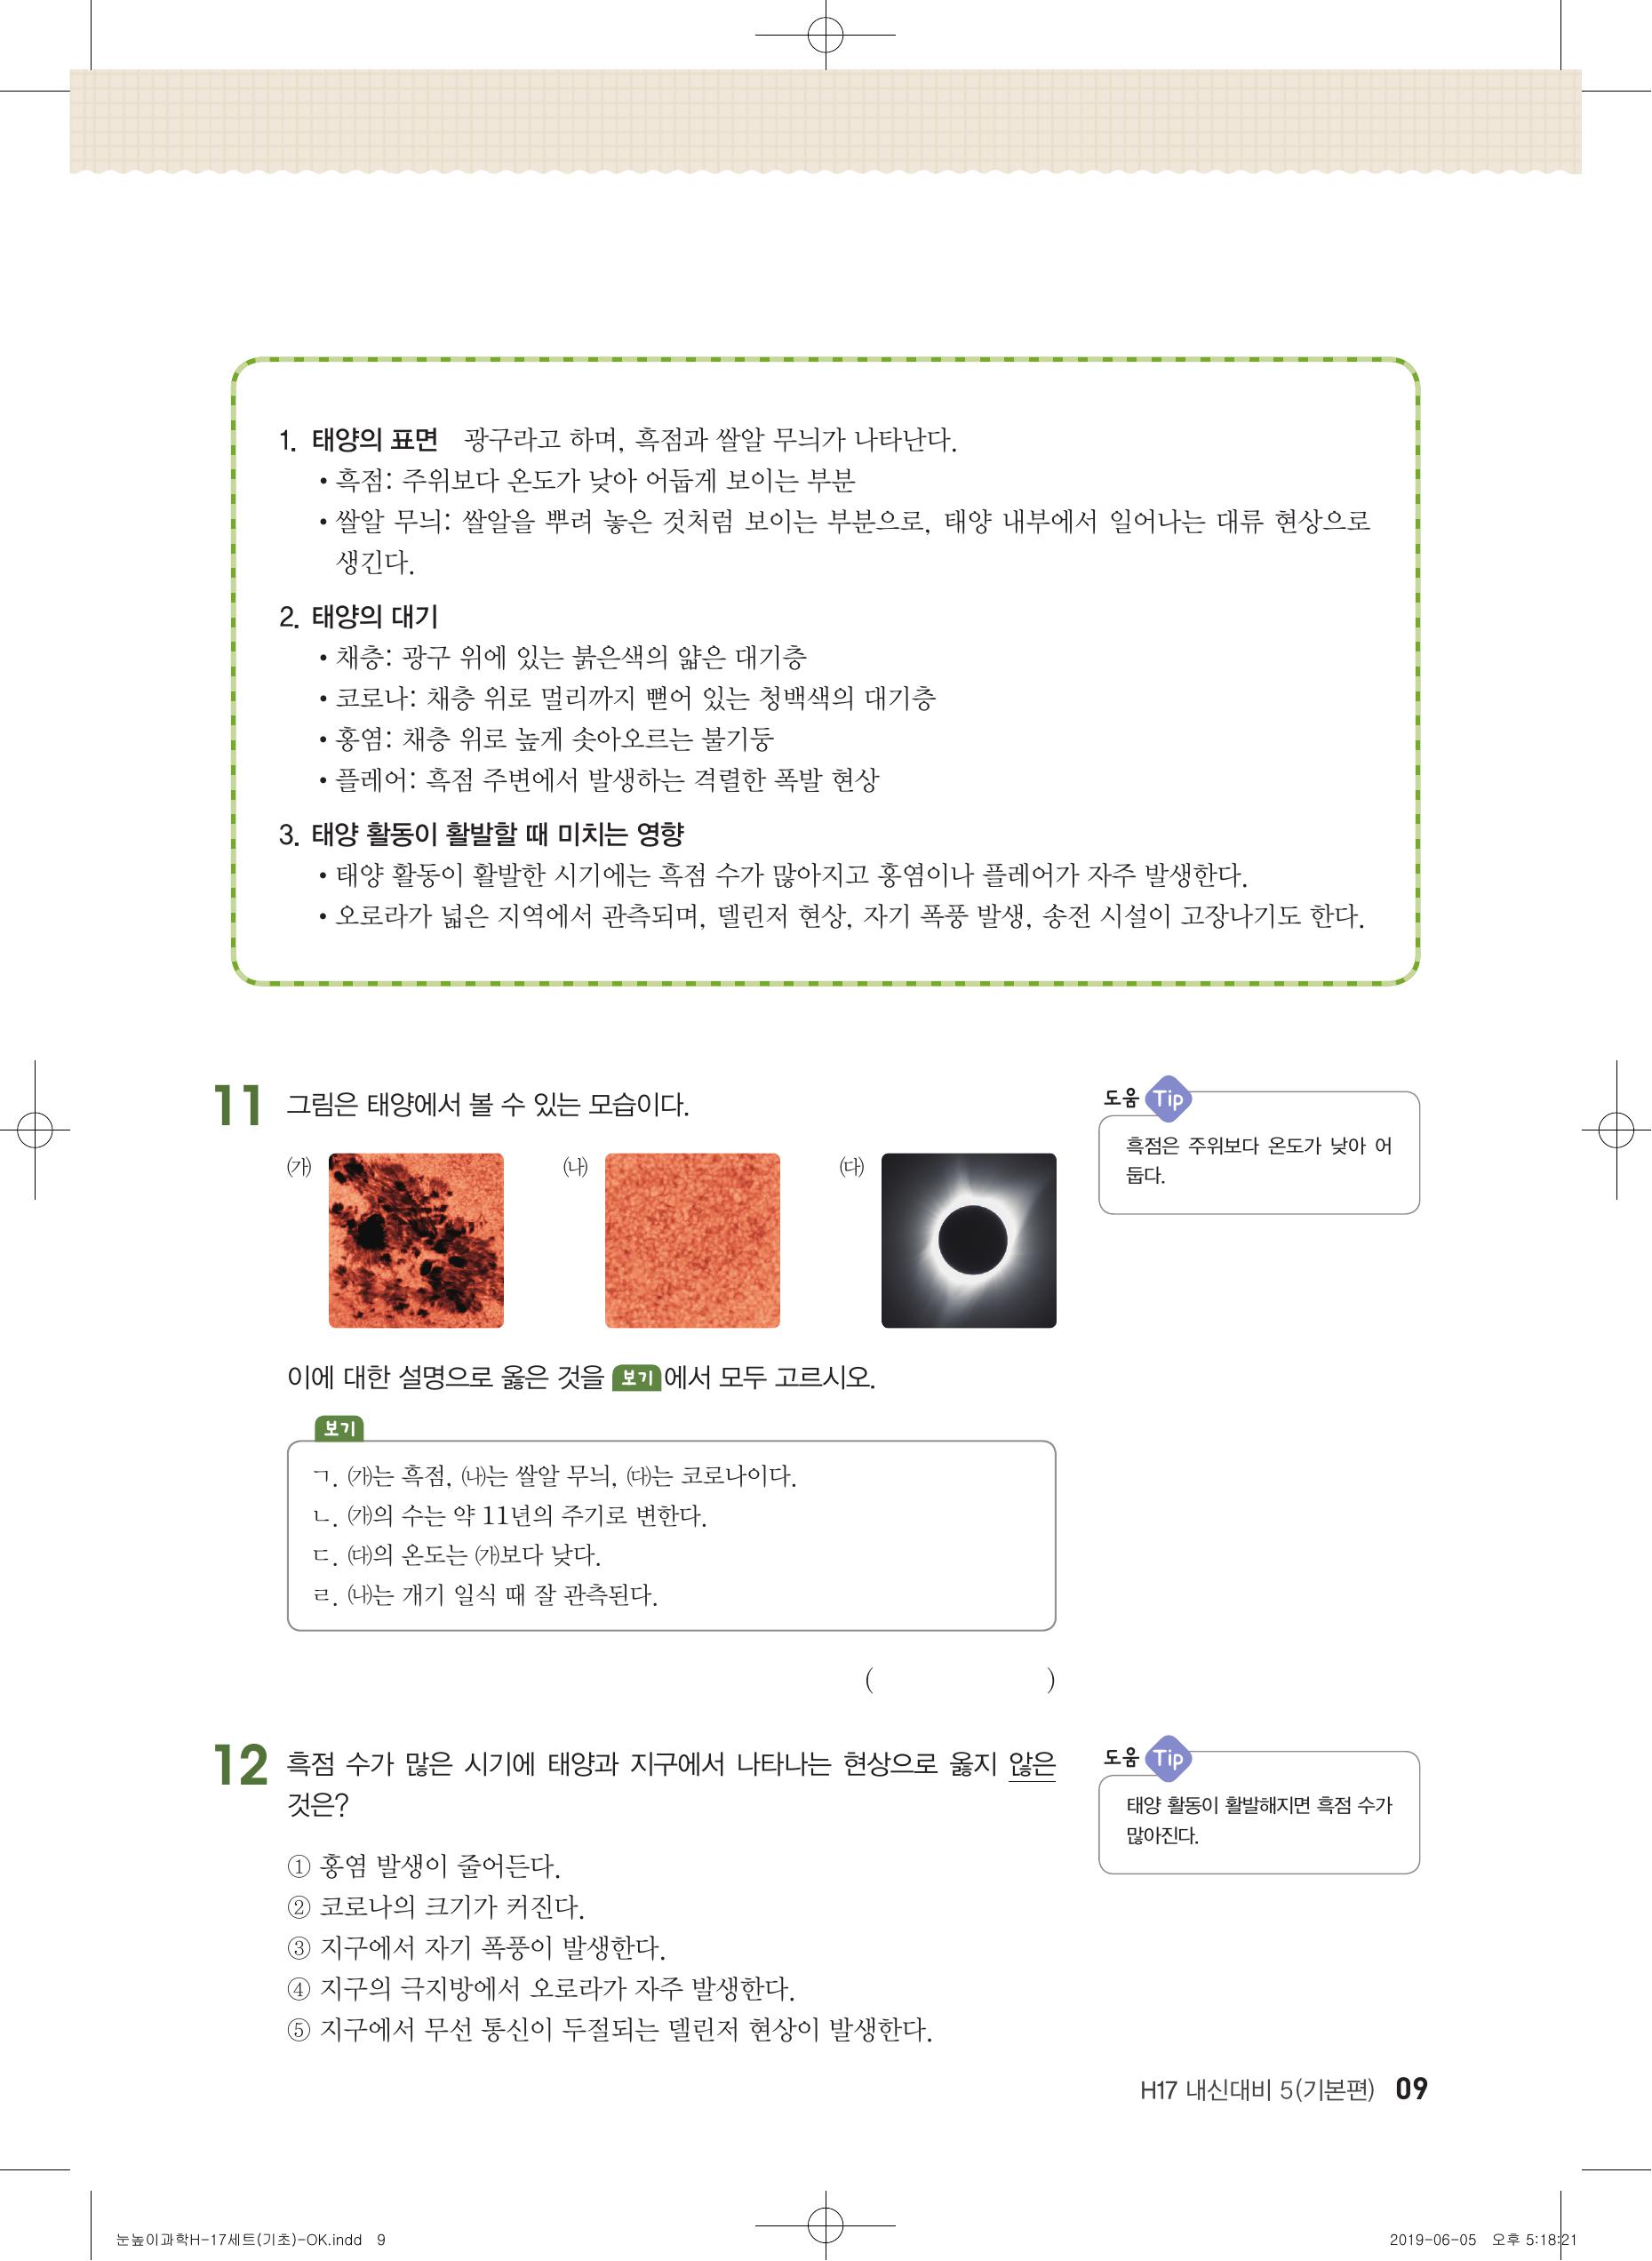 1. 태양의 표면 광구라고 하며, 흑점과 쌀알 무늬가 나타난다.
• 흑점: 주위보다 온도가 낮아 어둡게 보이는 부분
• 쌀알 무늬: 쌀알을 뿌려 놓은 것처럼 보이는 부분으로, 태양 내부에서 일어나는 대류 현상으로
생긴다.
2. 태양의 대기
• 채층: 광구 위에 있는 붉은색의 얇은 대기층
• 코로나: 채층 위로 멀리까지 뻗어 있는 청백색의 대기층
• 홍염: 채층 위로 높게 솟아오르는 불기둥
• 플레어: 흑점 주변에서 발생하는 격렬한 폭발 현상
3. 태양 활동이 활발할 때 미치는 영향
• 태양 활동이 활발한 시기에는 흑점 수가 많아지고 홍염이나 플레어가 자주 발생한다.
• 오로라가 넓은 지역에서 관측되며, 델린저 현상, 자기 폭풍 발생, 송전 시설이 고장나기도 한다.
11 그림은 태양에서 볼 수 있는 모습이다.
㈎ ㈏ ㈐
이에 대한 설명으로 옳은 것을 보기 에서 모두 고르시오.
보기
ㄱ. ㈎는 흑점, ㈏는 쌀알 무늬, ㈐는 코로나이다.
ㄴ. ㈎의 수는 약 11년의 주기로 변한다.
ㄷ. ㈐의 온도는 ㈎보다 낮다.
ㄹ. ㈏는 개기 일식 때 잘 관측된다.
( )
도움 Tip
흑점은 주위보다 온도가 낮아 어
둡다.
12 흑점 수가 많은 시기에 태양과 지구에서 나타나는 현상으로 옳지 않은
것은?
① 홍염 발생이 줄어든다.
② 코로나의 크기가 커진다.
③ 지구에서 자기 폭풍이 발생한다.
④ 지구의 극지방에서 오로라가 자주 발생한다.
⑤ 지구에서 무선 통신이 두절되는 델린저 현상이 발생한다.
도움 Tip
태양 활동이 활발해지면 흑점 수가
많아진다.
H17 내신대비 5(기본편) 09
눈높이과학H-17세트(기초)-OK.indd 9
2019-06-05 오후 5:18:21